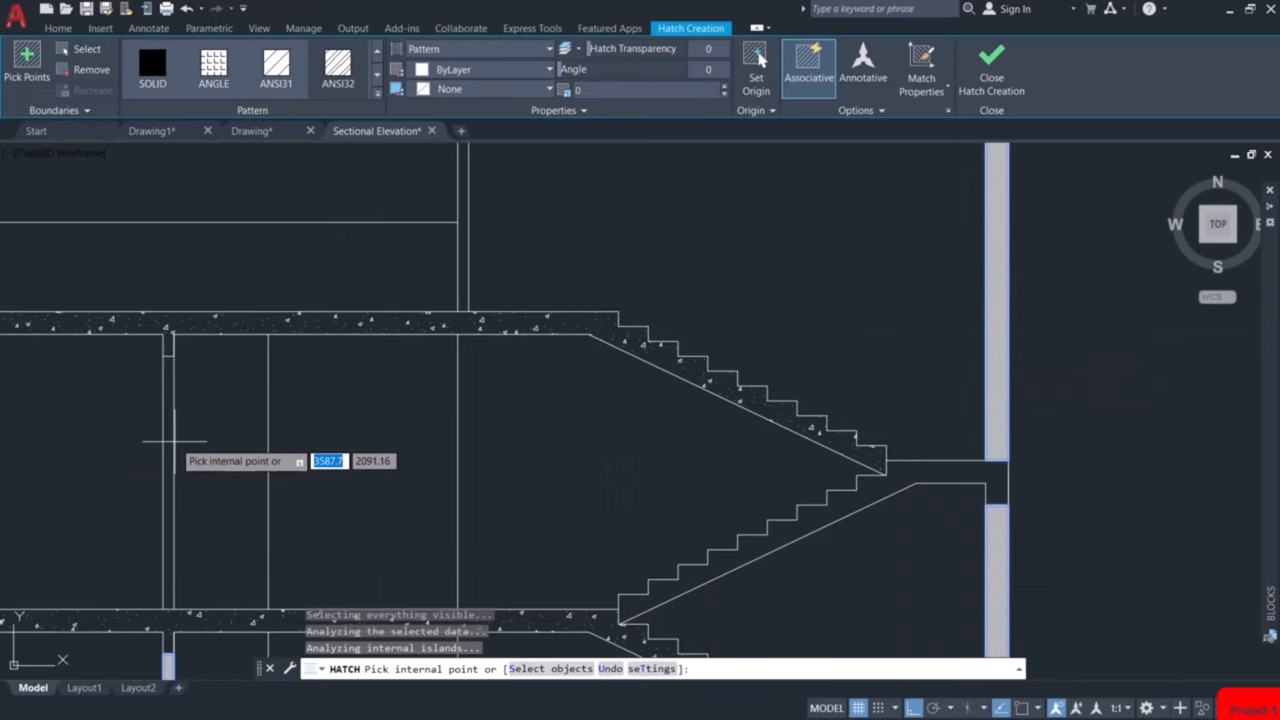 Type a keyword or phrase
Sign In
Home Insert Annotate Parametric View Manage Output Add-ins Collaborate Express Tools Featured Apps Hatch Creation
Pick Points
Select
Remove
Recreate
SOLID
ANGLE
ANSI31
ANSI32
Pattern
ByLayer
None
Hatch Transparency 0
Angle 0
0
Set
Origin
Associative
Annotative
Match
Properties
Close
Hatch Creation
Boundaries Pattern Properties Origin Options Close
Start Drawing1* Drawing* Sectional Elevation*
[−][Top][2D Wireframe]
N
W TOP E
S
WCS
Pick internal point or 3587.7 2091.16
BLOCKS
Y
X
Selecting everything visible...
Analyzing the selected data...
Analyzing internal islands...
HATCH Pick internal point or [Select objects Undo seTtings]:
Model Layout1 Layout2 +
MODEL 1:1
Project-1